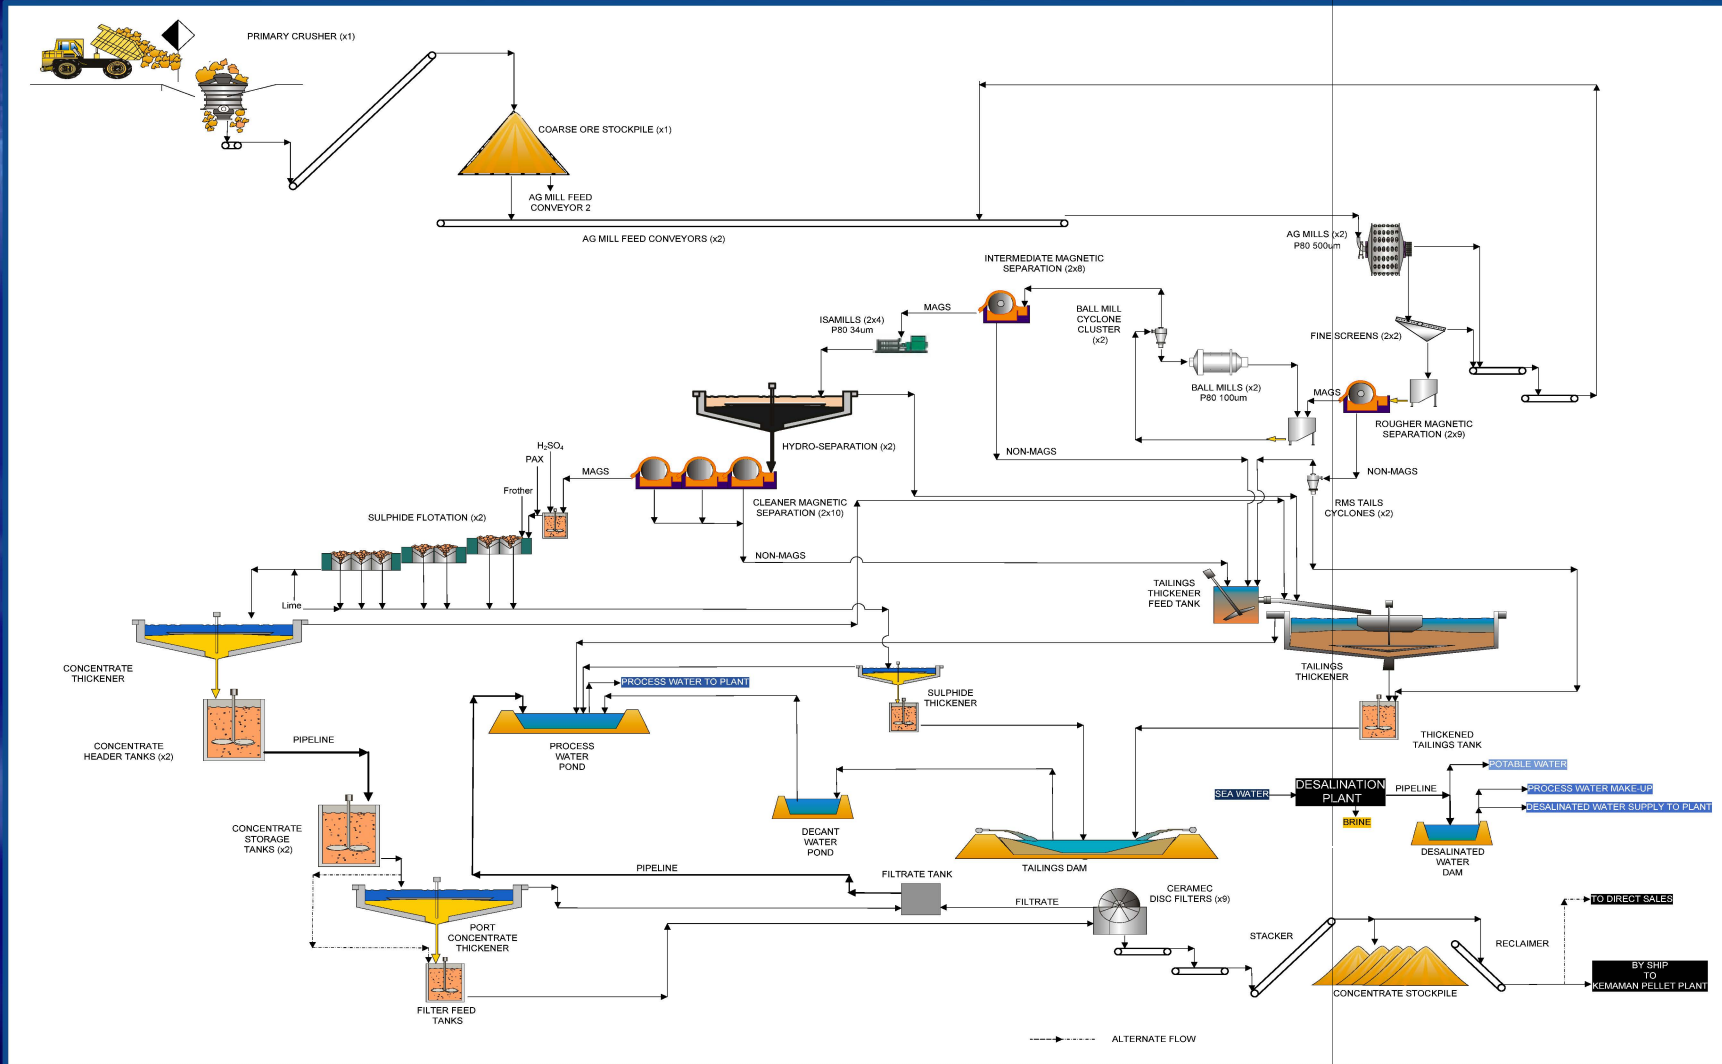 PRIMARY CRUSHER (x1)
COARSE ORE STOCKPILE (x1)
AG MILL FEED
CONVEYOR 2
AG MILL FEED CONVEYORS (x2)
AG MILLS (x2)
P80 500um
INTERMEDIATE MAGNETIC
SEPARATION (2x8)
MAGS
ISAMILLS (2x4)
P80 34um
BALL MILL
CYCLONE
CLUSTER
(x2)
FINE SCREENS (2x2)
BALL MILLS (x2)
P80 100um
MAGS
ROUGHER MAGNETIC
SEPARATION (2x9)
HYDRO-SEPARATION (x2)
NON-MAGS
NON-MAGS
H₂SO₄
PAX
MAGS
Frother
CLEANER MAGNETIC
SEPARATION (2x10)
RMS TAILS
CYCLONES (x2)
SULPHIDE FLOTATION (x2)
NON-MAGS
TAILINGS
THICKENER
FEED TANK
Lime
CONCENTRATE
THICKENER
TAILINGS
THICKENER
PROCESS WATER TO PLANT
SULPHIDE
THICKENER
PIPELINE
CONCENTRATE
HEADER TANKS (x2)
PROCESS
WATER
POND
THICKENED
TAILINGS TANK
POTABLE WATER
SEA WATER
DESALINATION
PLANT
PIPELINE
PROCESS WATER MAKE-UP
DESALINATED WATER SUPPLY TO PLANT
BRINE
CONCENTRATE
STORAGE
TANKS (x2)
DECANT
WATER
POND
DESALINATED
WATER
DAM
TAILINGS DAM
PIPELINE
FILTRATE TANK
CERAMEC
DISC FILTERS (x9)
FILTRATE
TO DIRECT SALES
PORT
CONCENTRATE
THICKENER
STACKER
RECLAIMER
BY SHIP
TO
KEMAMAN PELLET PLANT
CONCENTRATE STOCKPILE
FILTER FEED
TANKS
ALTERNATE FLOW